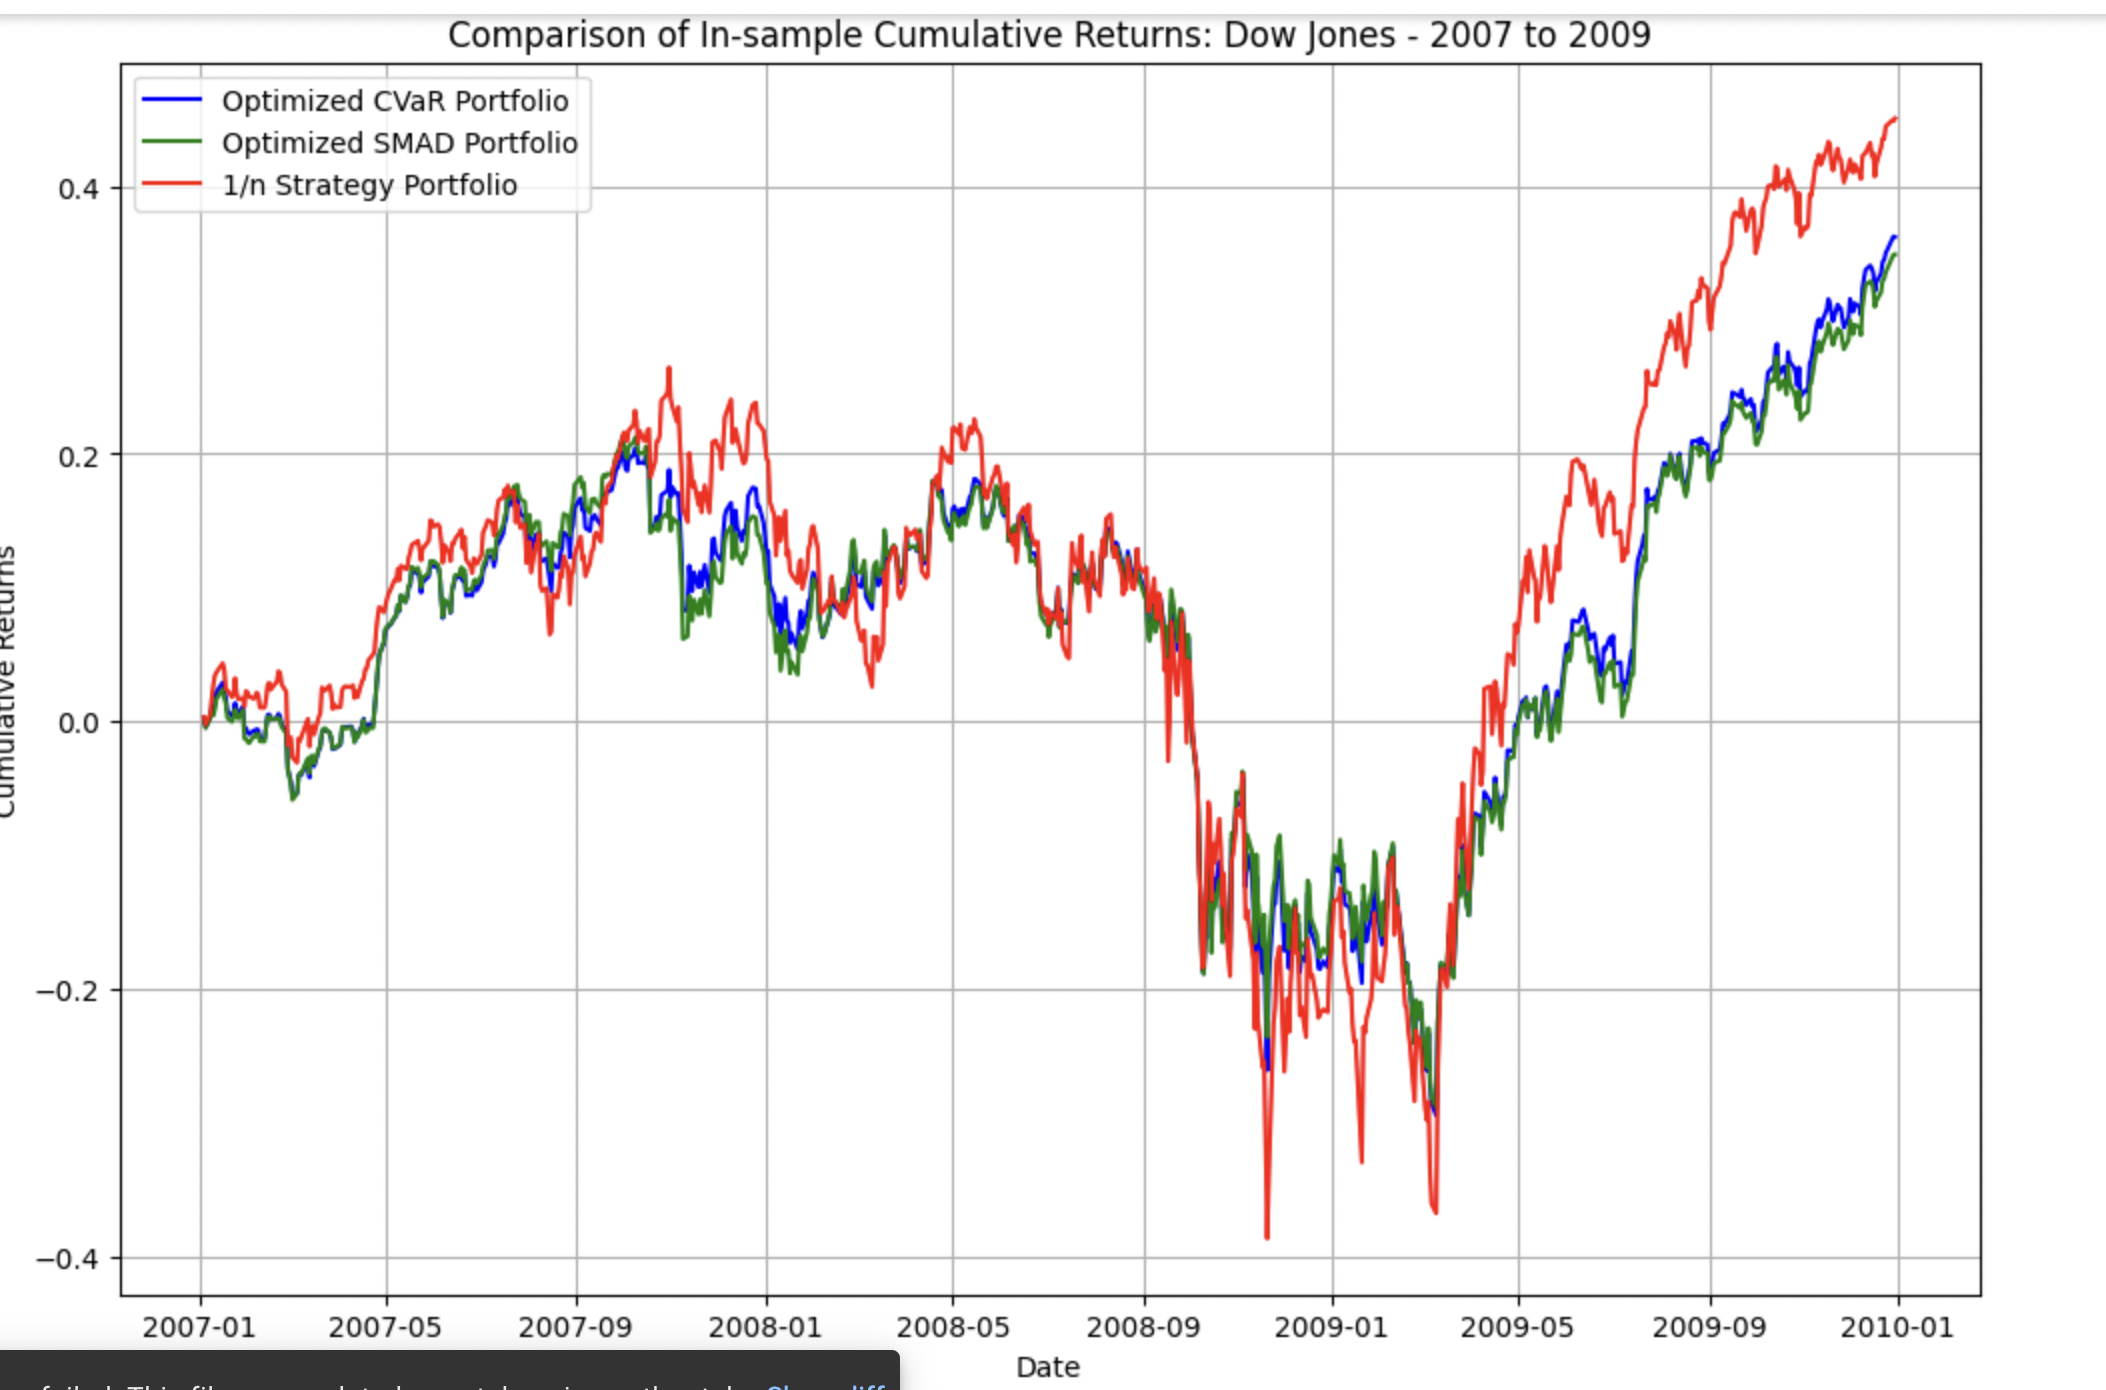 Comparison of In-sample Cumulative Returns: Dow Jones - 2007 to 2009
Optimized CVaR Portfolio
Optimized SMAD Portfolio
1/n Strategy Portfolio
0.4
0.2
0.0
−0.2
−0.4
Cumulative Returns
2007-01 2007-05 2007-09 2008-01 2008-05 2008-09 2009-01 2009-05 2009-09 2010-01
Date